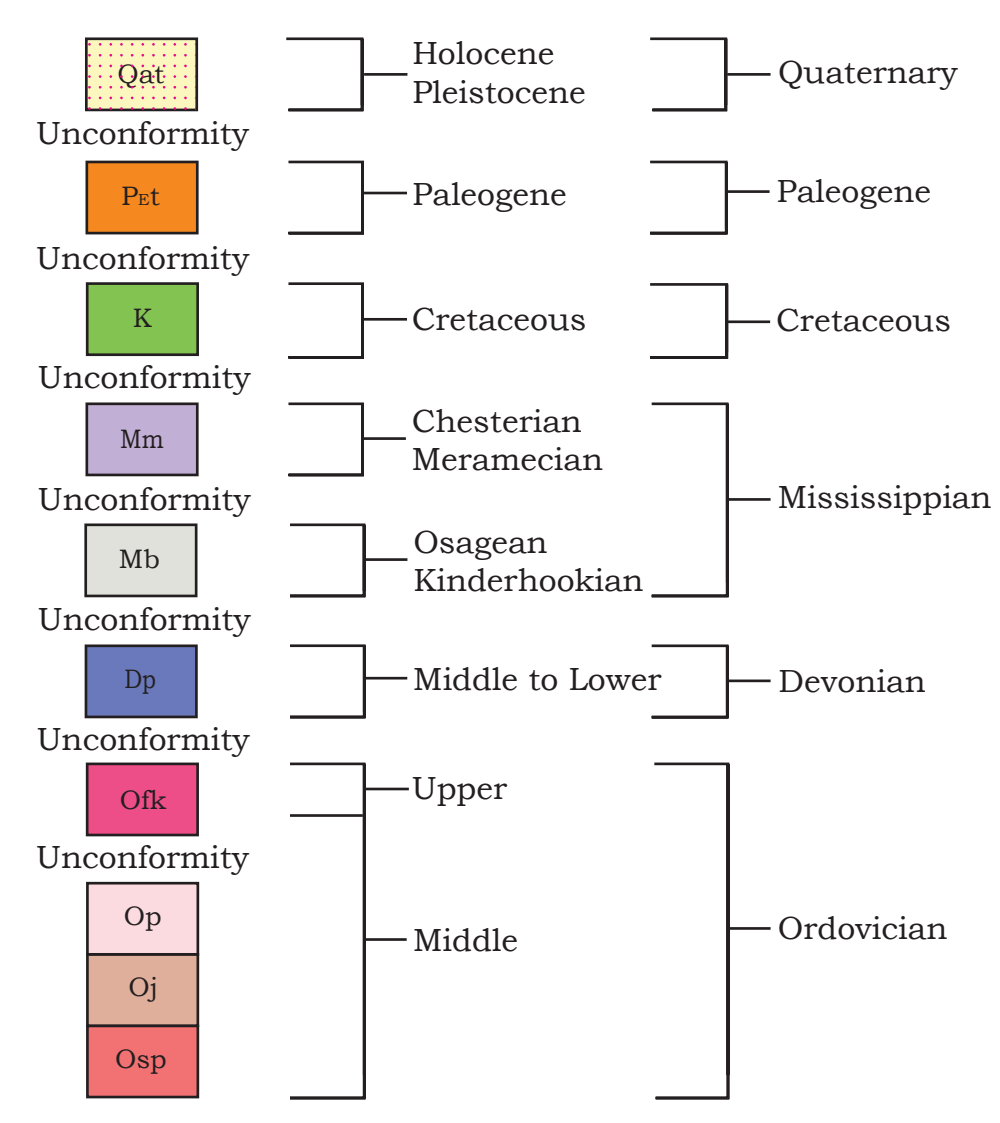 Qat
Holocene
Pleistocene
Quaternary
Unconformity
PEt
Paleogene
Paleogene
Unconformity
K
Cretaceous
Cretaceous
Unconformity
Mm
Chesterian
Meramecian
Mississippian
Unconformity
Mb
Osagean
Kinderhookian
Unconformity
Dp
Middle to Lower
Devonian
Unconformity
Ofk
Upper
Unconformity
Op
Middle
Ordovician
Oj
Osp